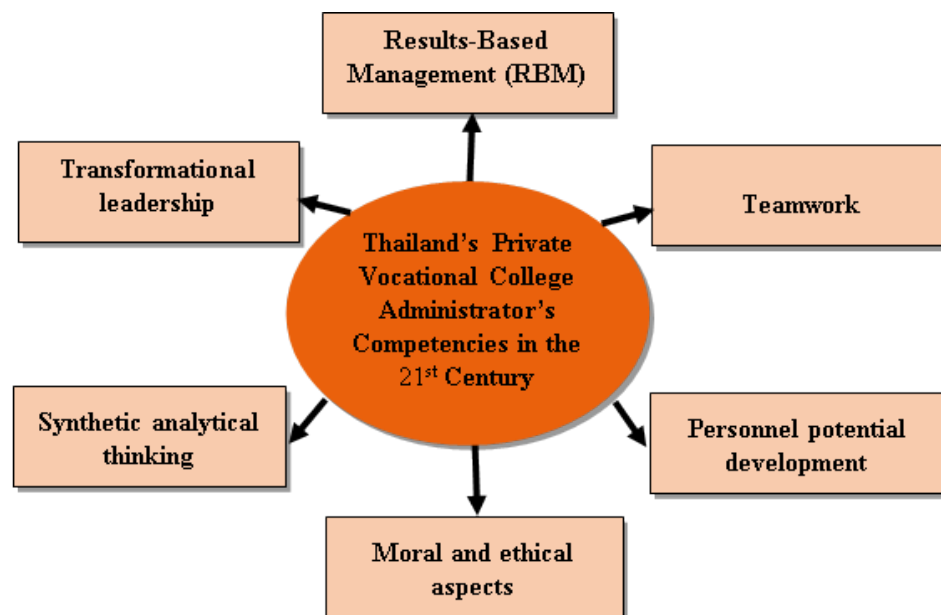 Results-Based
Management (RBM)
Transformational
leadership
Teamwork
Thailand’s Private
Vocational College
Administrator’s
Competencies in the
21st Century
Synthetic analytical
thinking
Personnel potential
development
Moral and ethical
aspects